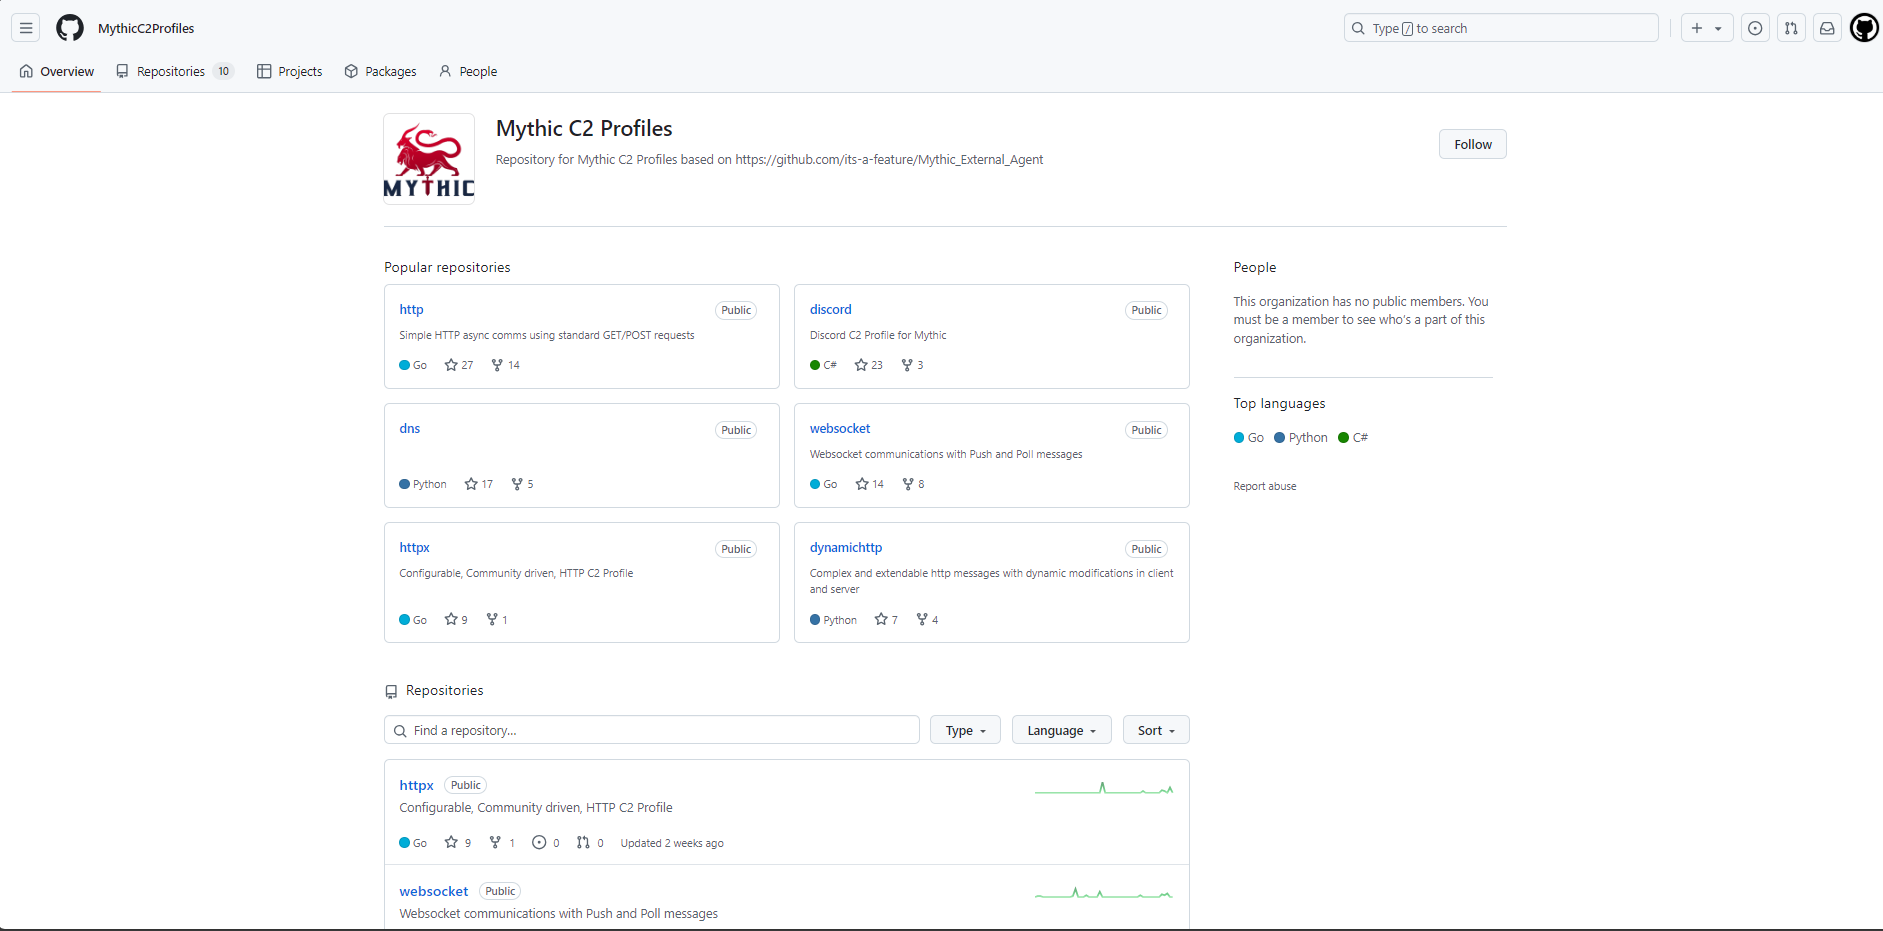 MythicC2Profiles
Type / to search
Overview
Repositories 10
Projects
Packages
People
MYTHIC
Mythic C2 Profiles
Repository for Mythic C2 Profiles based on https://github.com/its-a-feature/Mythic_External_Agent
Follow
Popular repositories
http Public
Simple HTTP async comms using standard GET/POST requests
Go 27 14
discord Public
Discord C2 Profile for Mythic
C# 23 3
dns Public
Python 17 5
websocket Public
Websocket communications with Push and Poll messages
Go 14 8
httpx Public
Configurable, Community driven, HTTP C2 Profile
Go 9 1
dynamichttp Public
Complex and extendable http messages with dynamic modifications in client
and server
Python 7 4
People
This organization has no public members. You
must be a member to see who's a part of this
organization.
Top languages
Go Python C#
Report abuse
Repositories
Find a repository...
Type
Language
Sort
httpx Public
Configurable, Community driven, HTTP C2 Profile
Go 9 1 0 0 Updated 2 weeks ago
websocket Public
Websocket communications with Push and Poll messages